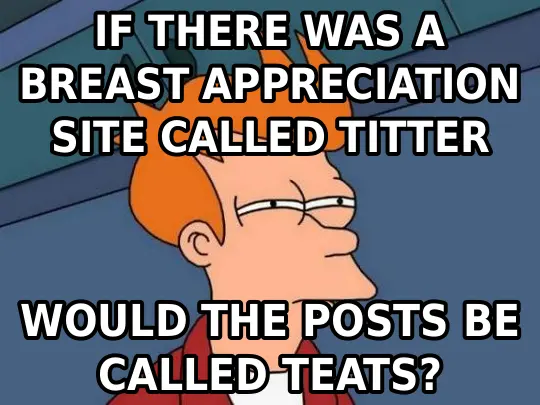 IF THERE WAS A
BREAST APPRECIATION
SITE CALLED TITTER
WOULD THE POSTS BE
CALLED TEATS?